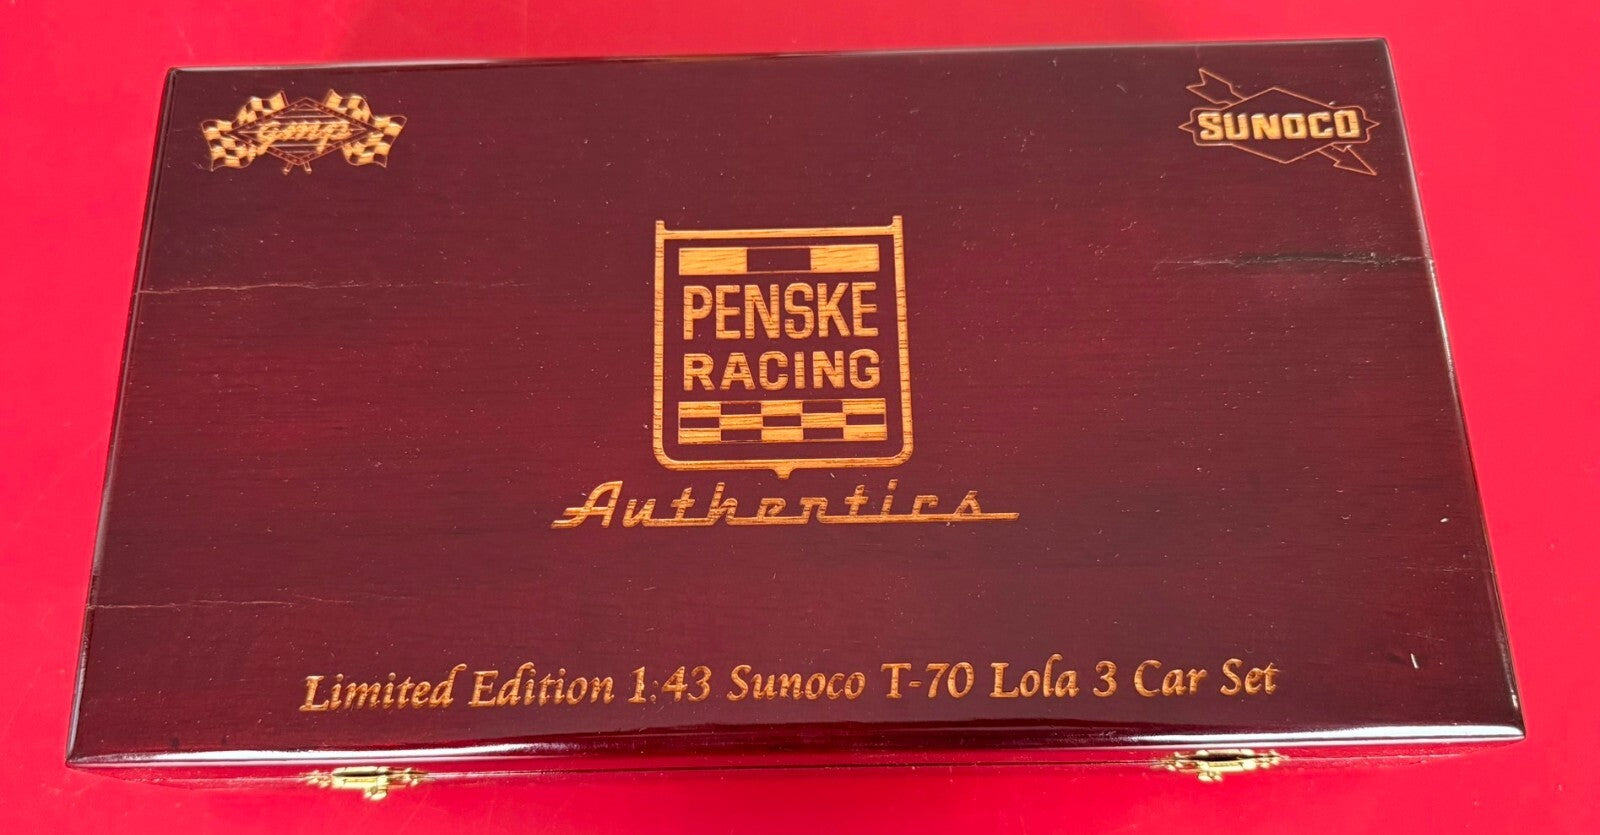 gmp
SUNOCO
PENSKE
RACING
Authentics
Limited Edition 1:43 Sunoco T-70 Lola 3 Car Set